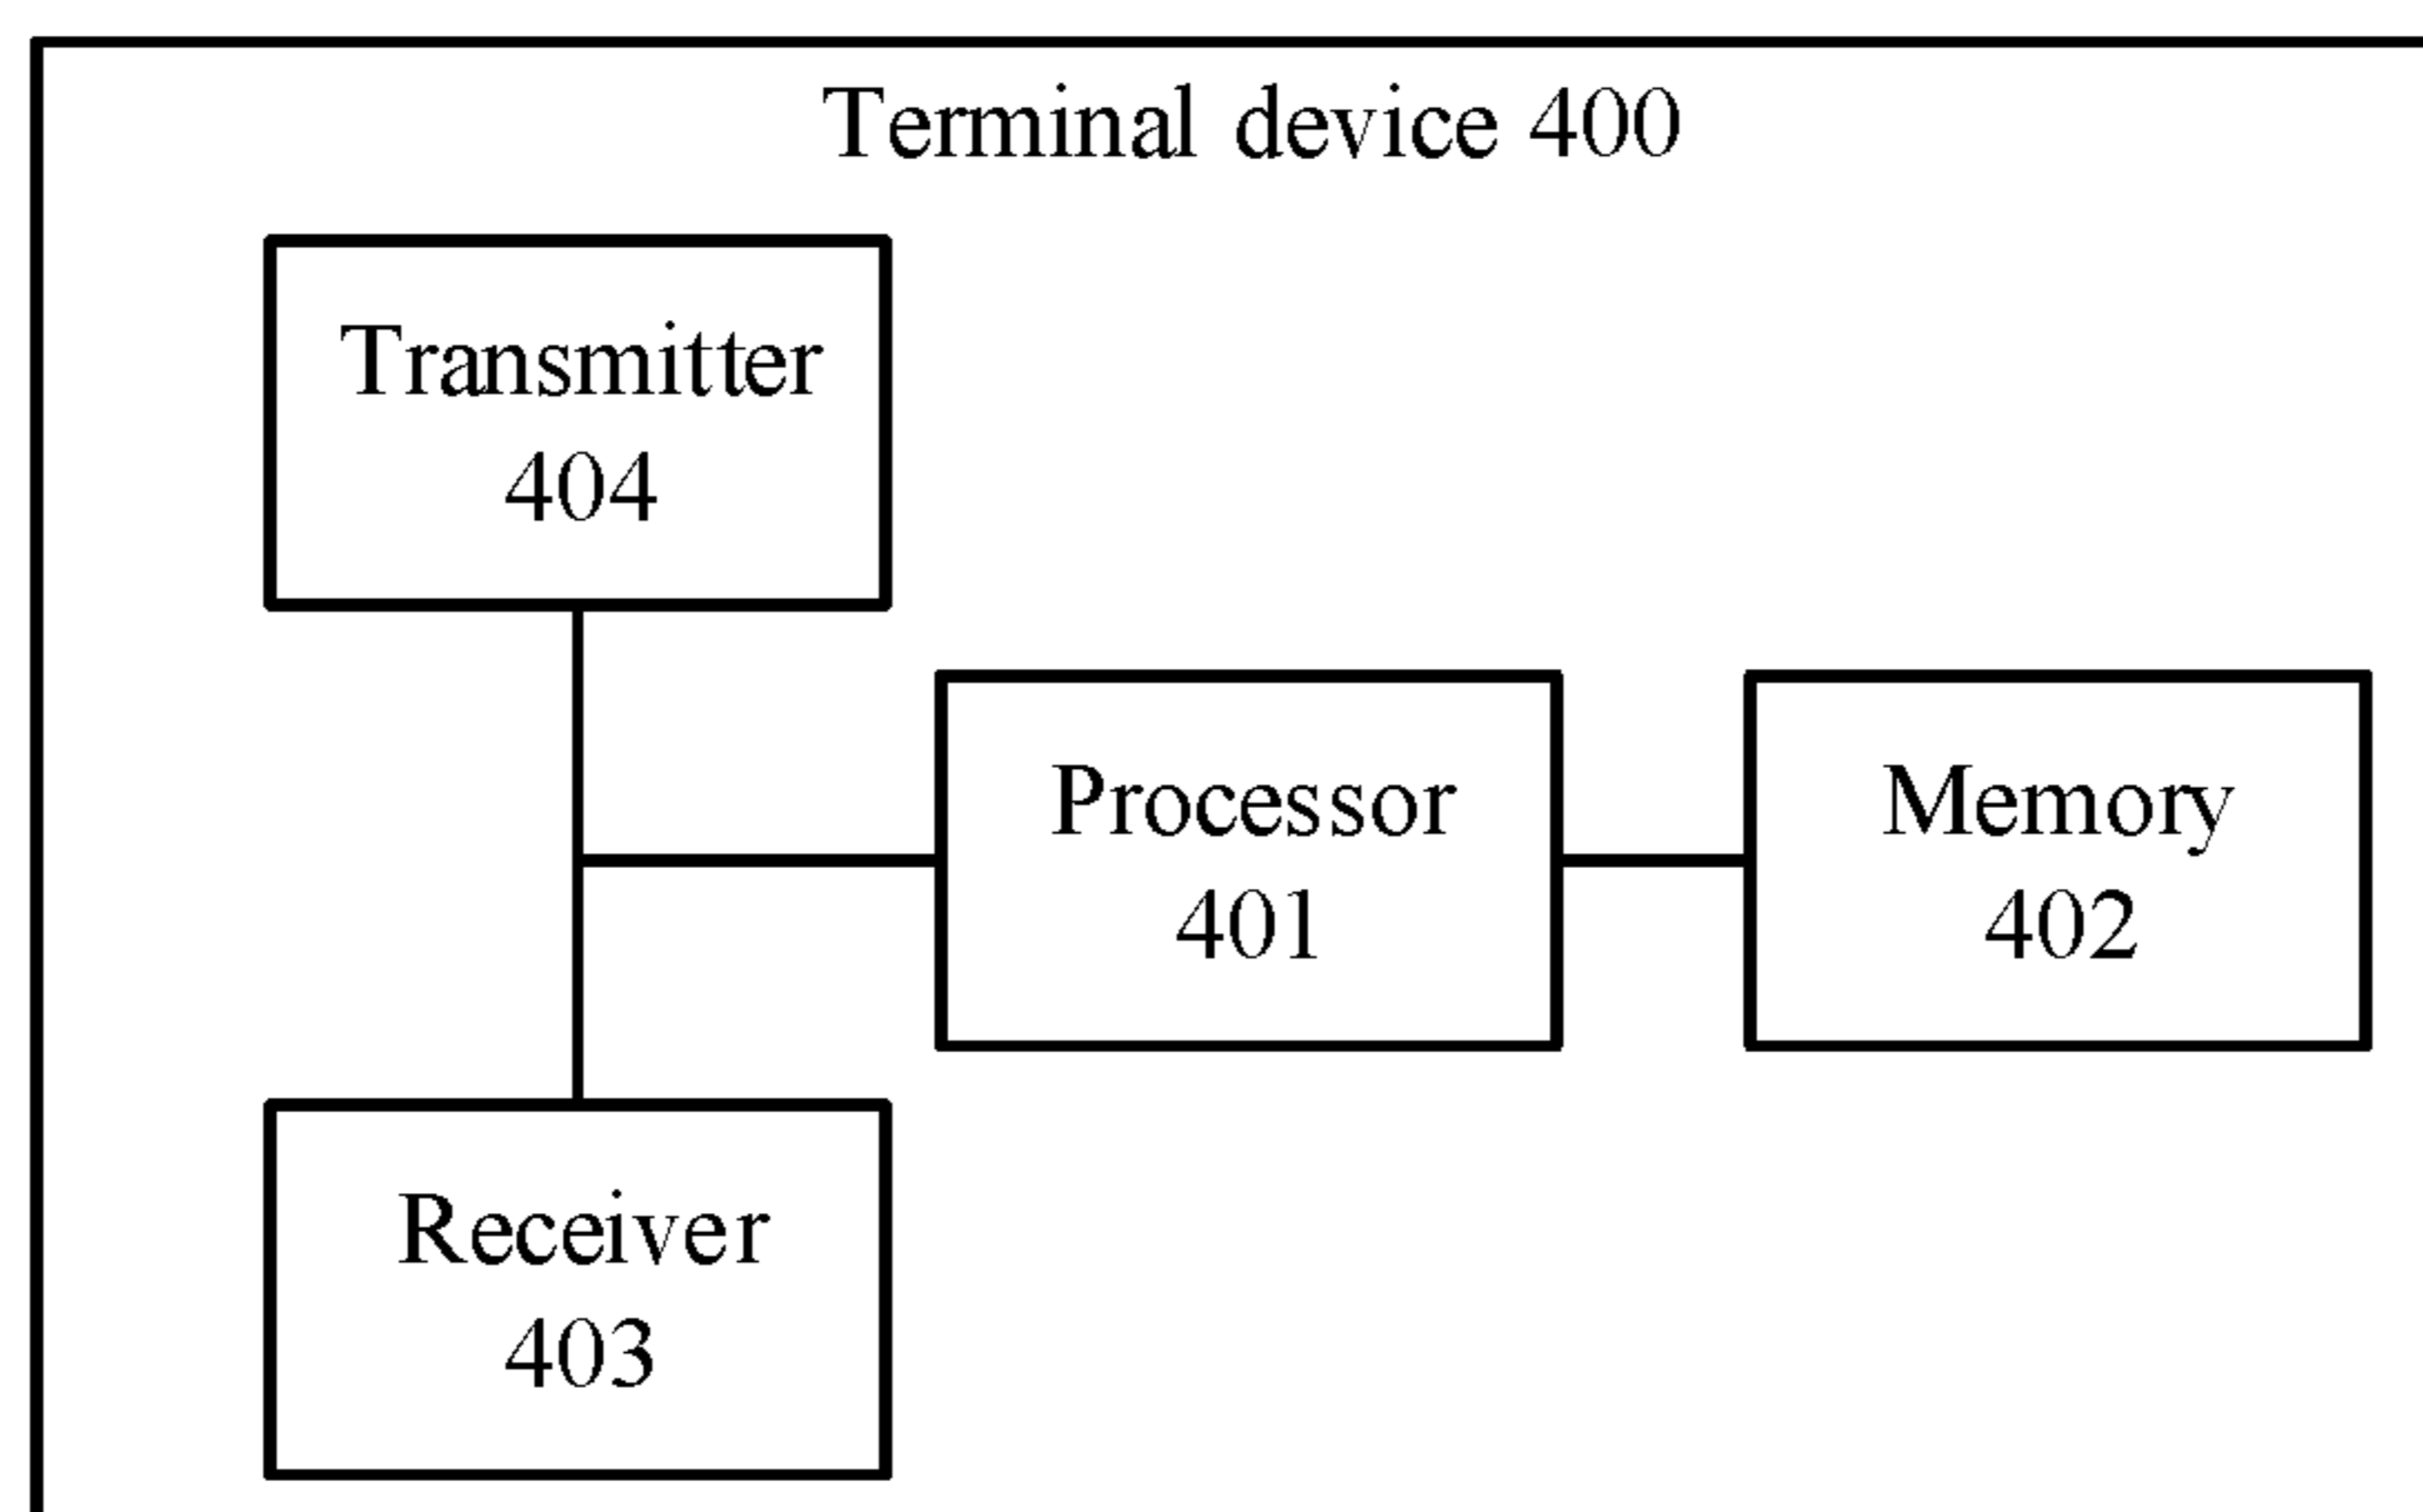 Terminal device 400
Transmitter
404
Processor
401
Memory
402
Receiver
403